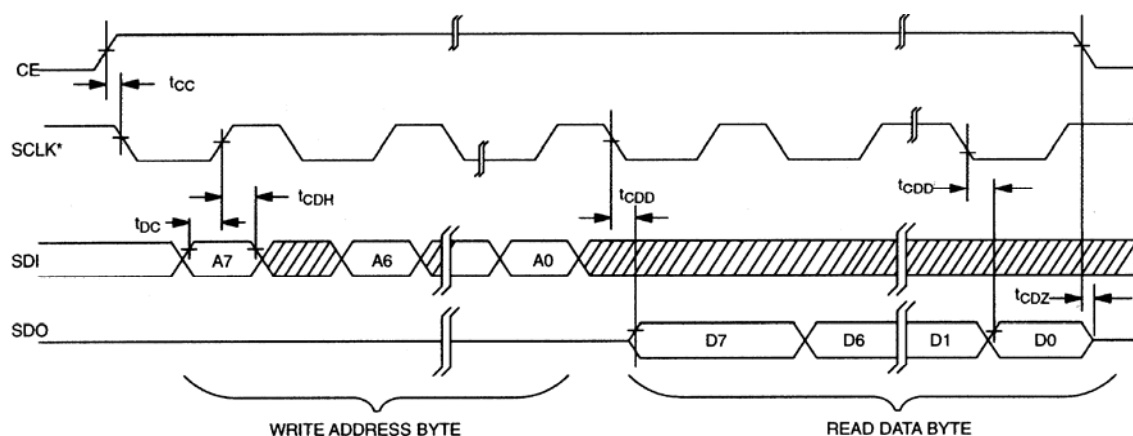 CE
tCC
SCLK*
tCDH
tCDD
tCDD
tDC
SDI
A7
A6
A0
tCDZ
SDO
D7
D6
D1
D0
WRITE ADDRESS BYTE
READ DATA BYTE